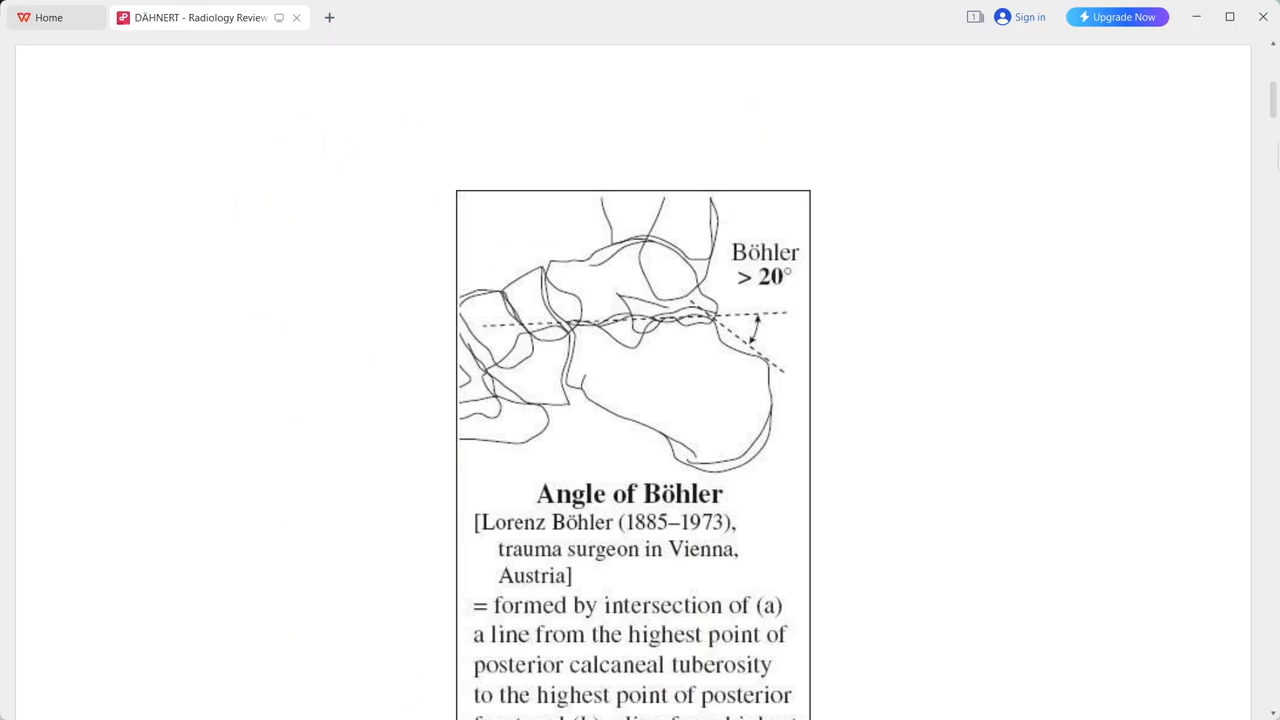 Home
DÄHNERT - Radiology Review
1
Sign in
Upgrade Now
Böhler
> 20°
Angle of Böhler
[Lorenz Böhler (1885–1973),
trauma surgeon in Vienna,
Austria]
= formed by intersection of (a)
a line from the highest point of
posterior calcaneal tuberosity
to the highest point of posterior